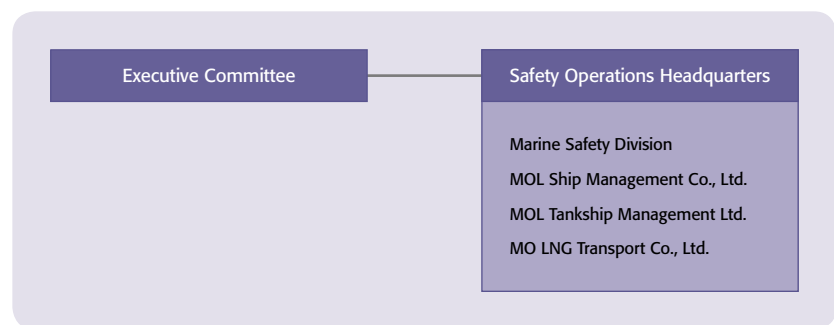 Executive Committee
Safety Operations Headquarters
Marine Safety Division
MOL Ship Management Co., Ltd.
MOL Tankship Management Ltd.
MO LNG Transport Co., Ltd.